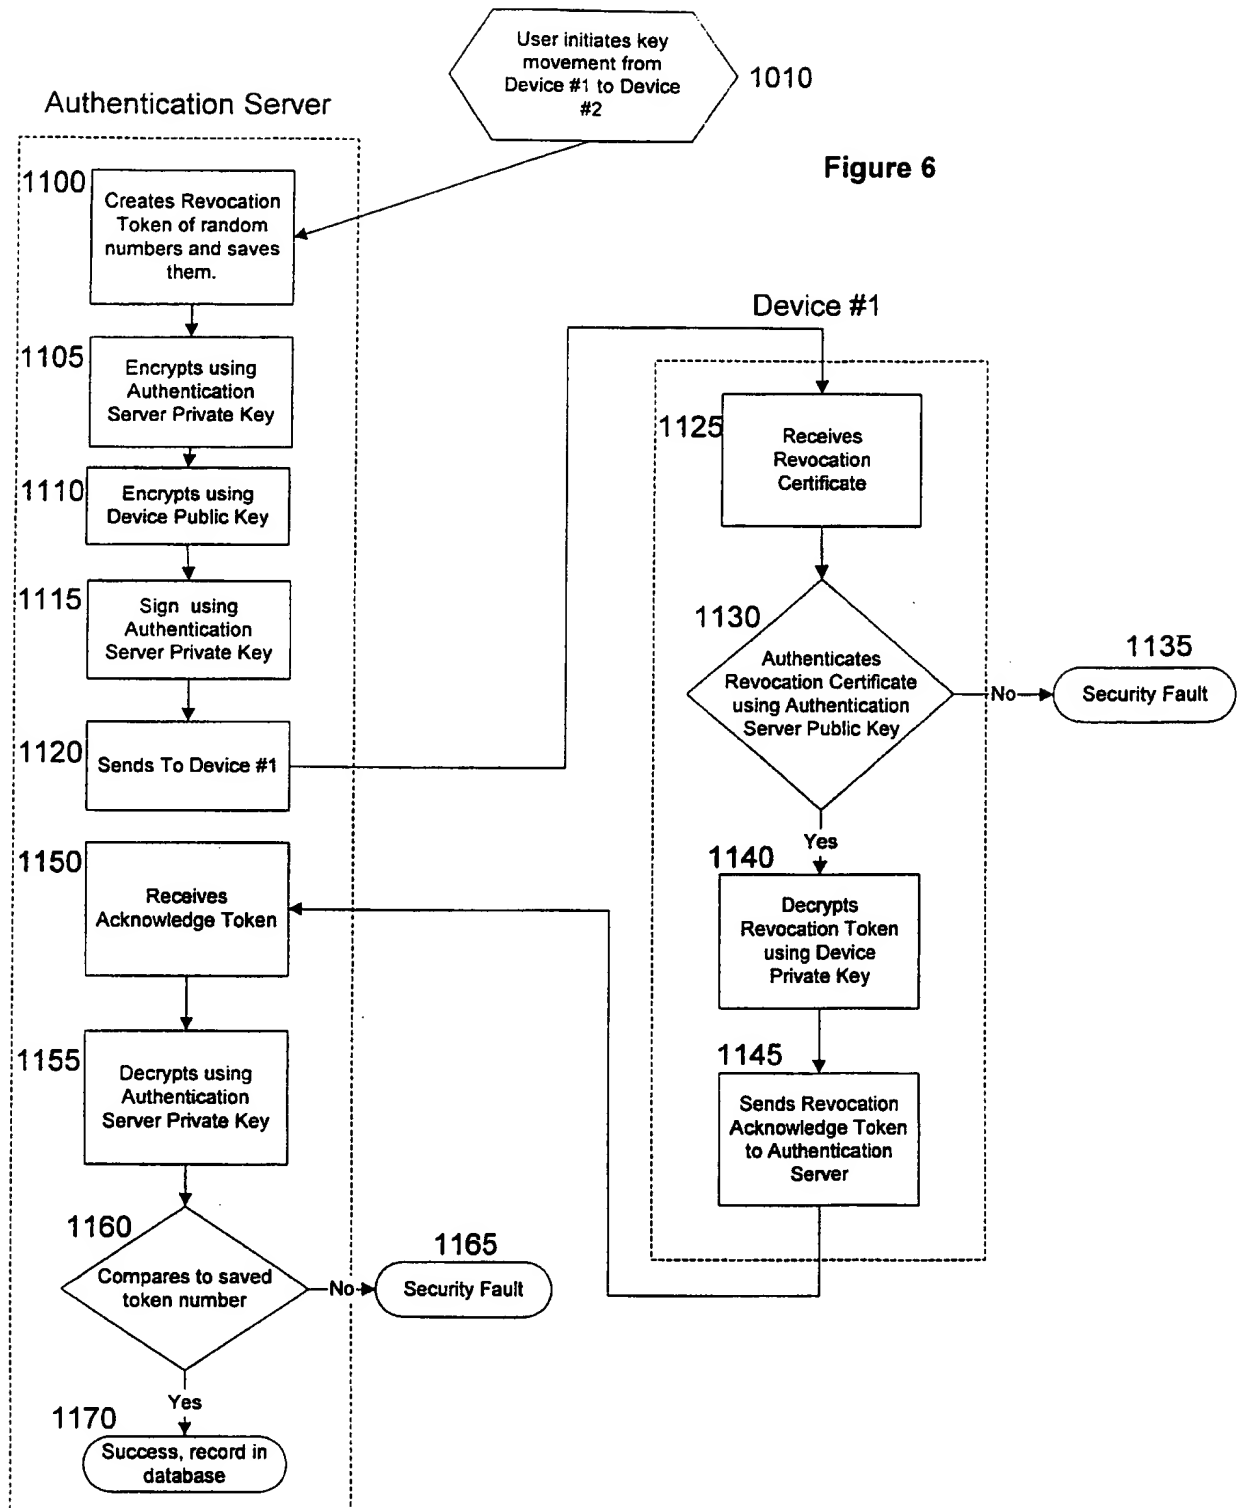 User initiates key
movement from
Device #1 to Device
#2
1010
Authentication Server
Figure 6
1100
Creates Revocation
Token of random
numbers and saves
them.
1105
Encrypts using
Authentication
Server Private Key
1110
Encrypts using
Device Public Key
1115
Sign using
Authentication
Server Private Key
1120
Sends To Device #1
Device #1
1125
Receives
Revocation
Certificate
1130
Authenticates
Revocation Certificate
using Authentication
Server Public Key
No
1135
Security Fault
Yes
1140
Decrypts
Revocation Token
using Device
Private Key
1145
Sends Revocation
Acknowledge Token
to Authentication
Server
1150
Receives
Acknowledge Token
1155
Decrypts using
Authentication
Server Private Key
1160
Compares to saved
token number
No
1165
Security Fault
Yes
1170
Success, record in
database